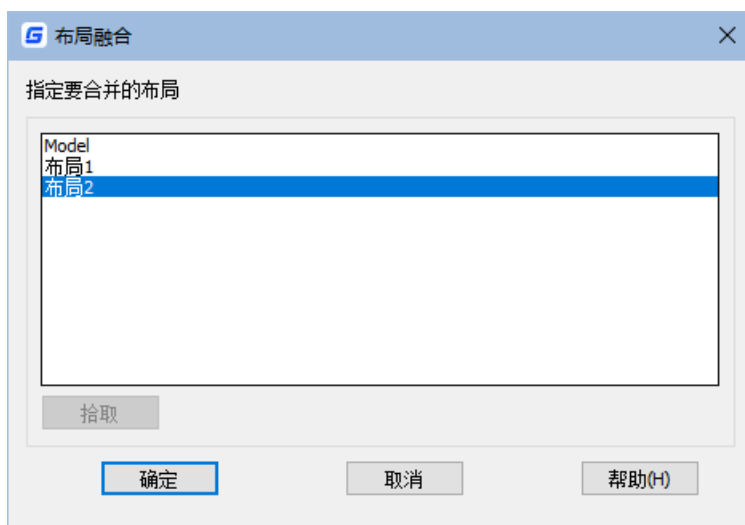 布局融合
指定要合并的布局
Model
布局1
布局2
拾取
确定 取消 帮助(H)